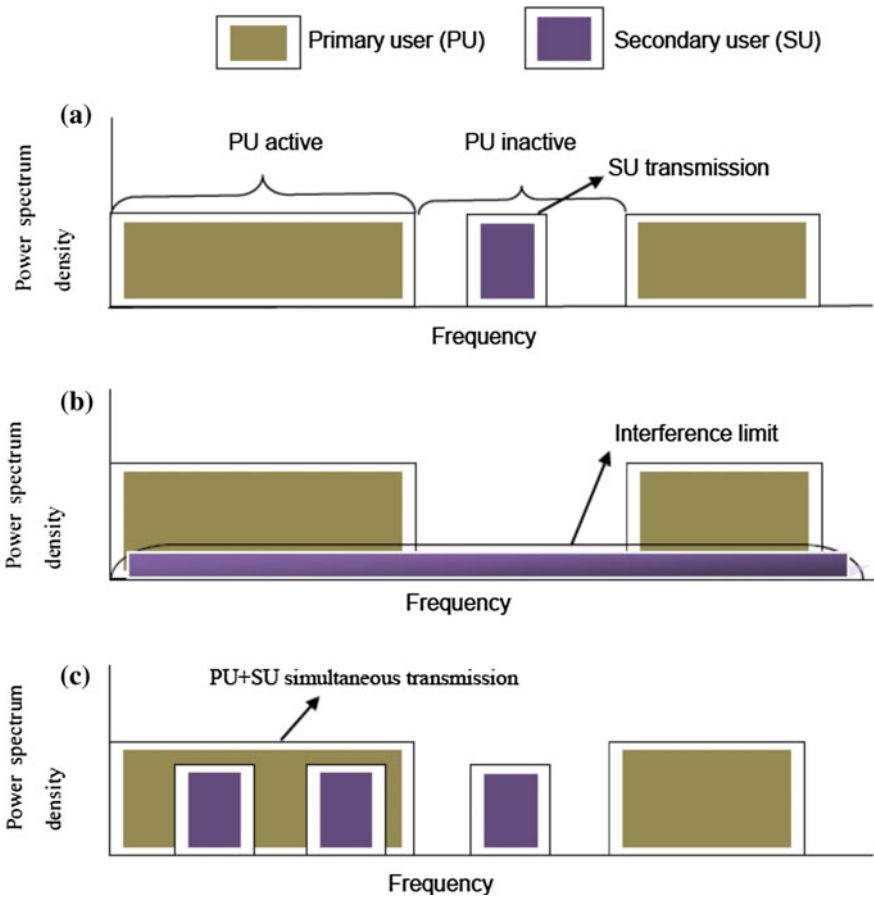 Primary user (PU)
Secondary user (SU)
(a)
PU active
PU inactive
SU transmission
Power spectrum
density
Frequency
(b)
Interference limit
Power spectrum
density
Frequency
(c)
PU+SU simultaneous transmission
Power spectrum
density
Frequency